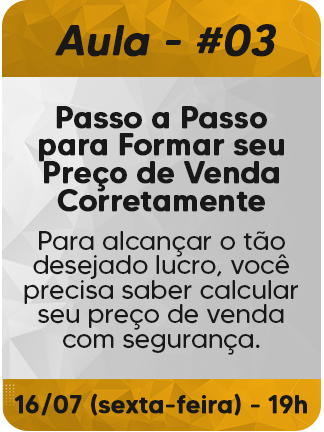 Aula - #03
Passo a Passo
para Formar seu
Preço de Venda
Corretamente
Para alcançar o tão
desejado lucro, você
precisa saber calcular
seu preço de venda
com segurança.
16/07 (sexta-feira) - 19h